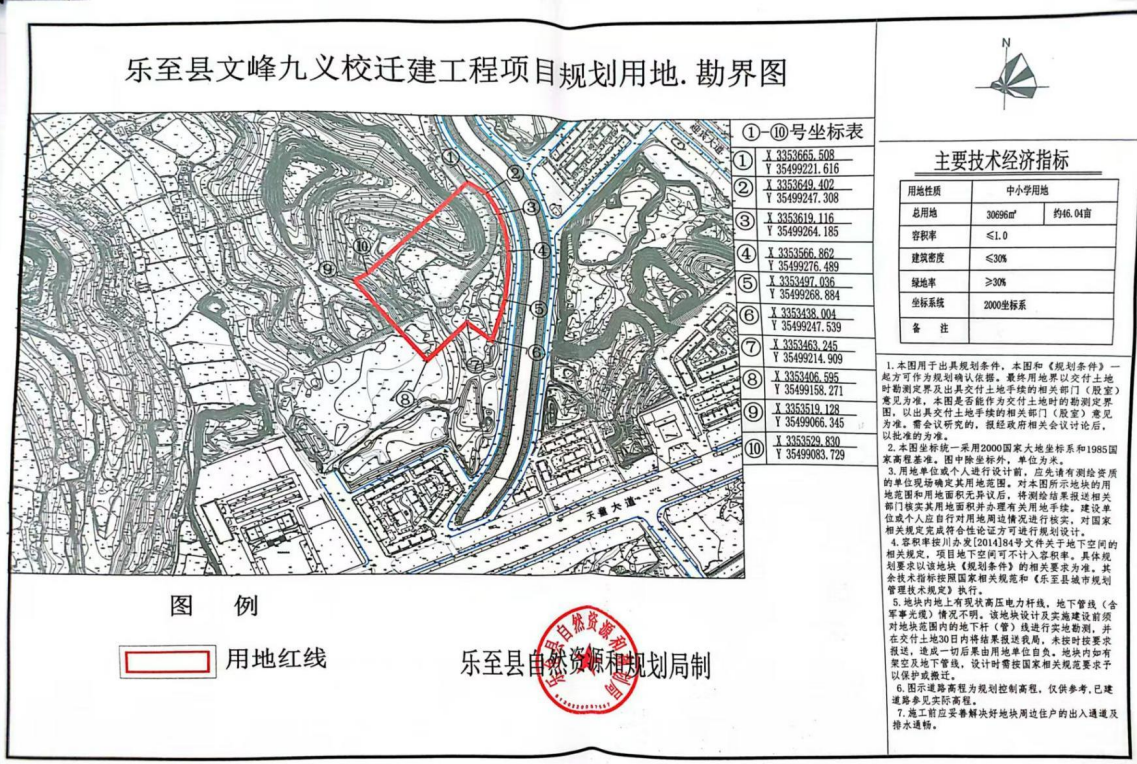 乐至县文峰九义校迁建工程项目规划用地.勘界图
N
①-⑩号坐标表
① X 3353665.508
Y 35499221.616
② X 3353649.402
Y 35499247.308
③ X 3353619.116
Y 35499264.185
④ X 3353566.862
Y 35499276.489
⑤ X 3353497.036
Y 35499268.884
⑥ X 3353438.004
Y 35499247.539
⑦ X 3353463.245
Y 35499214.909
⑧ X 3353406.595
Y 35499158.271
⑨ X 3353519.128
Y 35499066.345
⑩ X 3353529.830
Y 35499083.729
①
②
③
④
⑤
⑥
⑦
⑧
⑨
⑩
迎宾大道
大道
主要技术经济指标
用地性质 中小学用地
总用地 30696㎡ 约46.04亩
容积率 ≤1.0
建筑密度 ≤30%
绿地率 ≥30%
坐标系统 2000坐标系
备 注
1.本图用于出具规划条件，本图和《规划条件》一
起方可作为规划确认依据。最终用地界以交付土地
时勘测定界及出具交付土地手续的相关部门（股室）
意见为准，本图是否能作为交付土地时的勘测定界
图，以出具交付土地手续的相关部门（股室）意见
为准。需会议研究的，报经政府相关会议讨论后，
以批准的为准。
2.本图坐标统一采用2000国家大地坐标系和1985国
家高程基准。图中除坐标外，单位为米。
3.用地单位或个人进行设计前，应先请有测绘资质
的单位现场确定其用地范围。对本图所示地块的用
地范围和用地面积无异议后，将测绘结果报送相关
部门核实其用地面积并办理有关用地手续。建设单
位或个人应自行对用地周边情况进行核实，对国家
相关规定完成符合性论证方可进行规划设计。
4.容积率按川办发[2014]84号文件关于地下空间的
相关规定，项目地下空间可不计入容积率。具体规
划要求以该地块《规划条件》的相关要求为准。其
余技术指标按照国家相关规范和《乐至县城市规划
管理技术规定》执行。
5.地块内地上有现状高压电力杆线，地下管线（含
军事光缆）情况不明。该地块设计及实施建设前须
对地块范围内的地下杆（管）线进行实地勘测，并
在交付土地30日内将结果报送我局，未按时按要求
报送，造成一切后果由用地单位自负。地块内如有
架空及地下管线，设计时需按国家相关规范要求予
以保护或搬迁。
6.图示道路高程为规划控制高程，仅供参考，已建
道路参见实际高程。
7.施工前应妥善解决好地块周边住户的出入通道及
排水通畅。
图 例
用地红线
乐至县自然资源和规划局制
乐至县自然资源和规划局